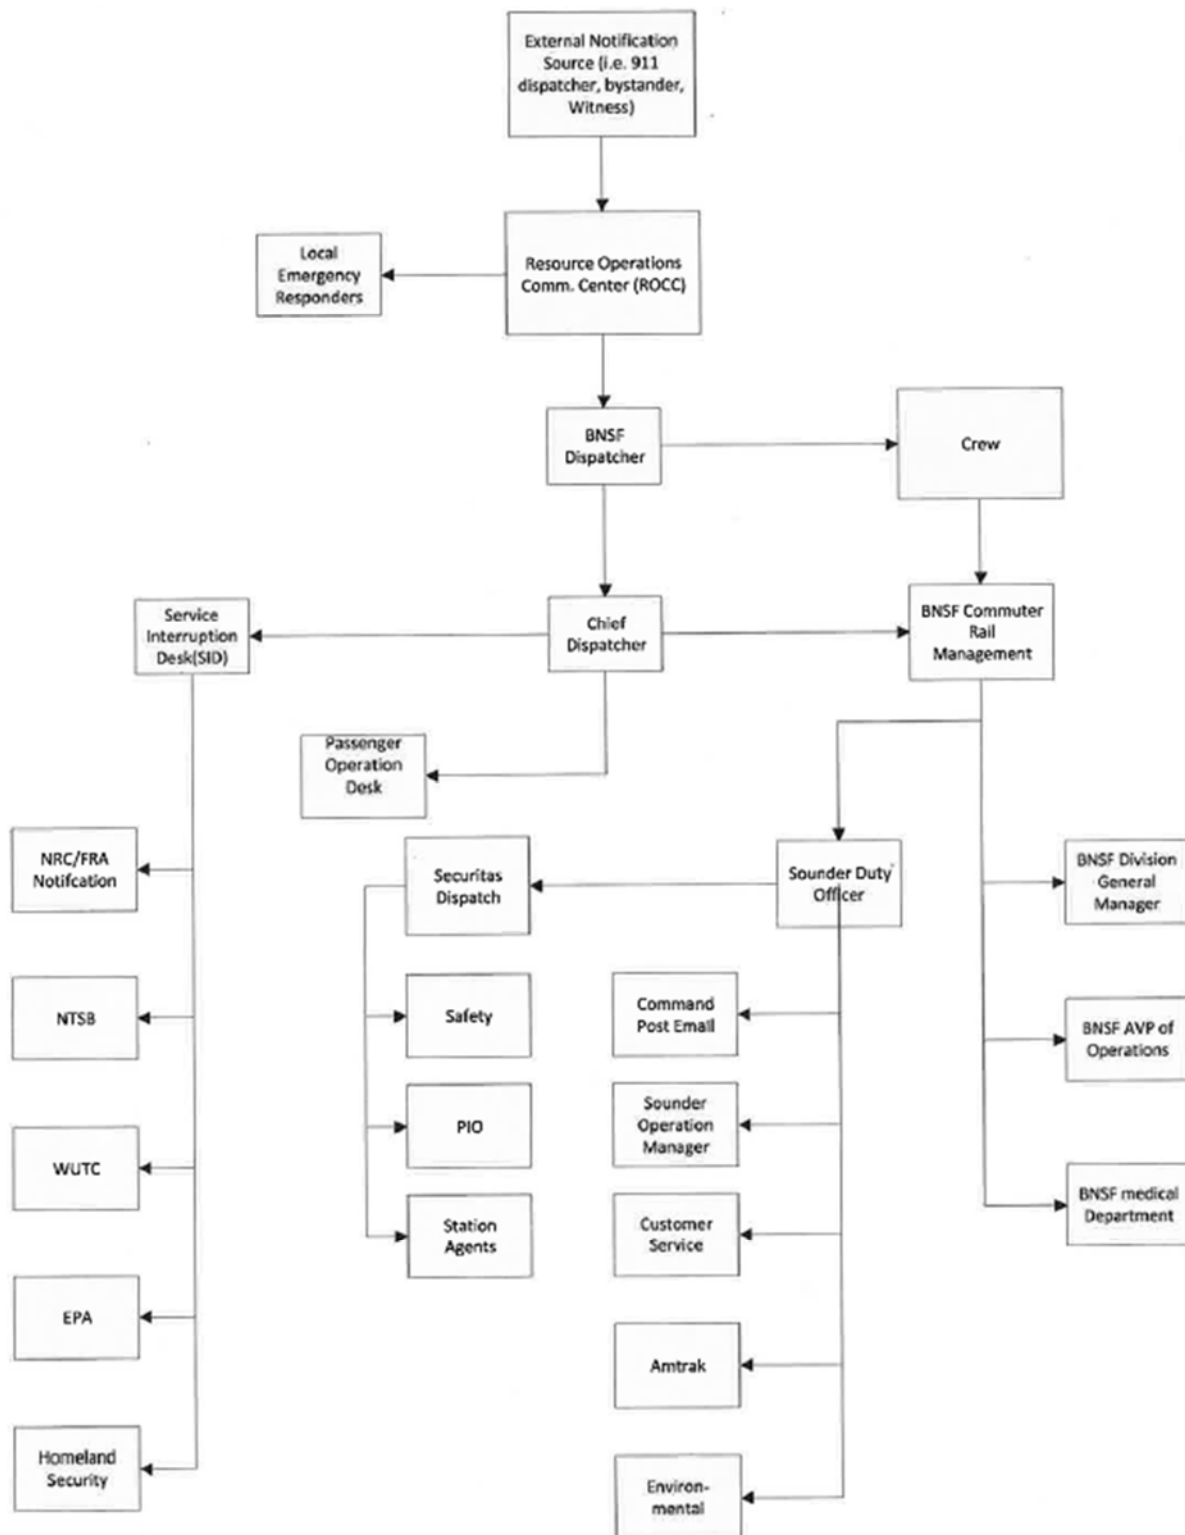 External Notification
Source (i.e. 911
dispatcher, bystander,
Witness)
Local
Emergency
Responders
Resource Operations
Comm. Center (ROCC)
BNSF
Dispatcher
Crew
Service
Interruption
Desk(SID)
Chief
Dispatcher
BNSF Commuter
Rail
Management
Passenger
Operation
Desk
NRC/FRA
Notifcation
Securitas
Dispatch
Sounder Duty
Officer
BNSF Division
General
Manager
NTSB
Safety
Command
Post Email
BNSF AVP of
Operations
WUTC
PIO
Sounder
Operation
Manager
BNSF medical
Department
Station
Agents
Customer
Service
EPA
Amtrak
Homeland
Security
Environ-
mental